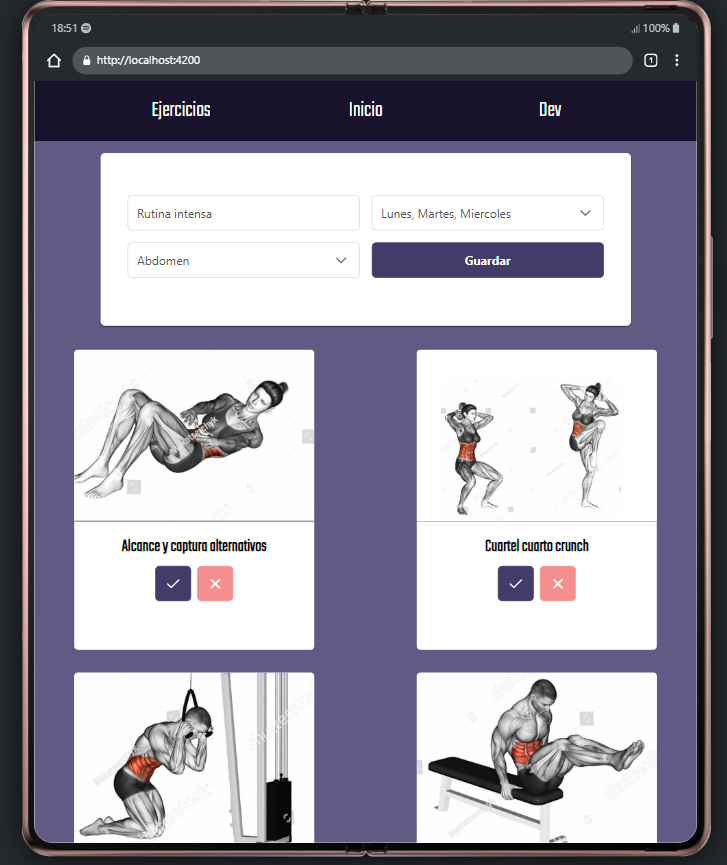 18:51
100%
http://localhost:4200
1
Ejercicios Inicio Dev
Rutina intensa
Lunes, Martes, Miercoles
Abdomen
Guardar
Alcance y captura alternativos
Cuartel cuarto crunch